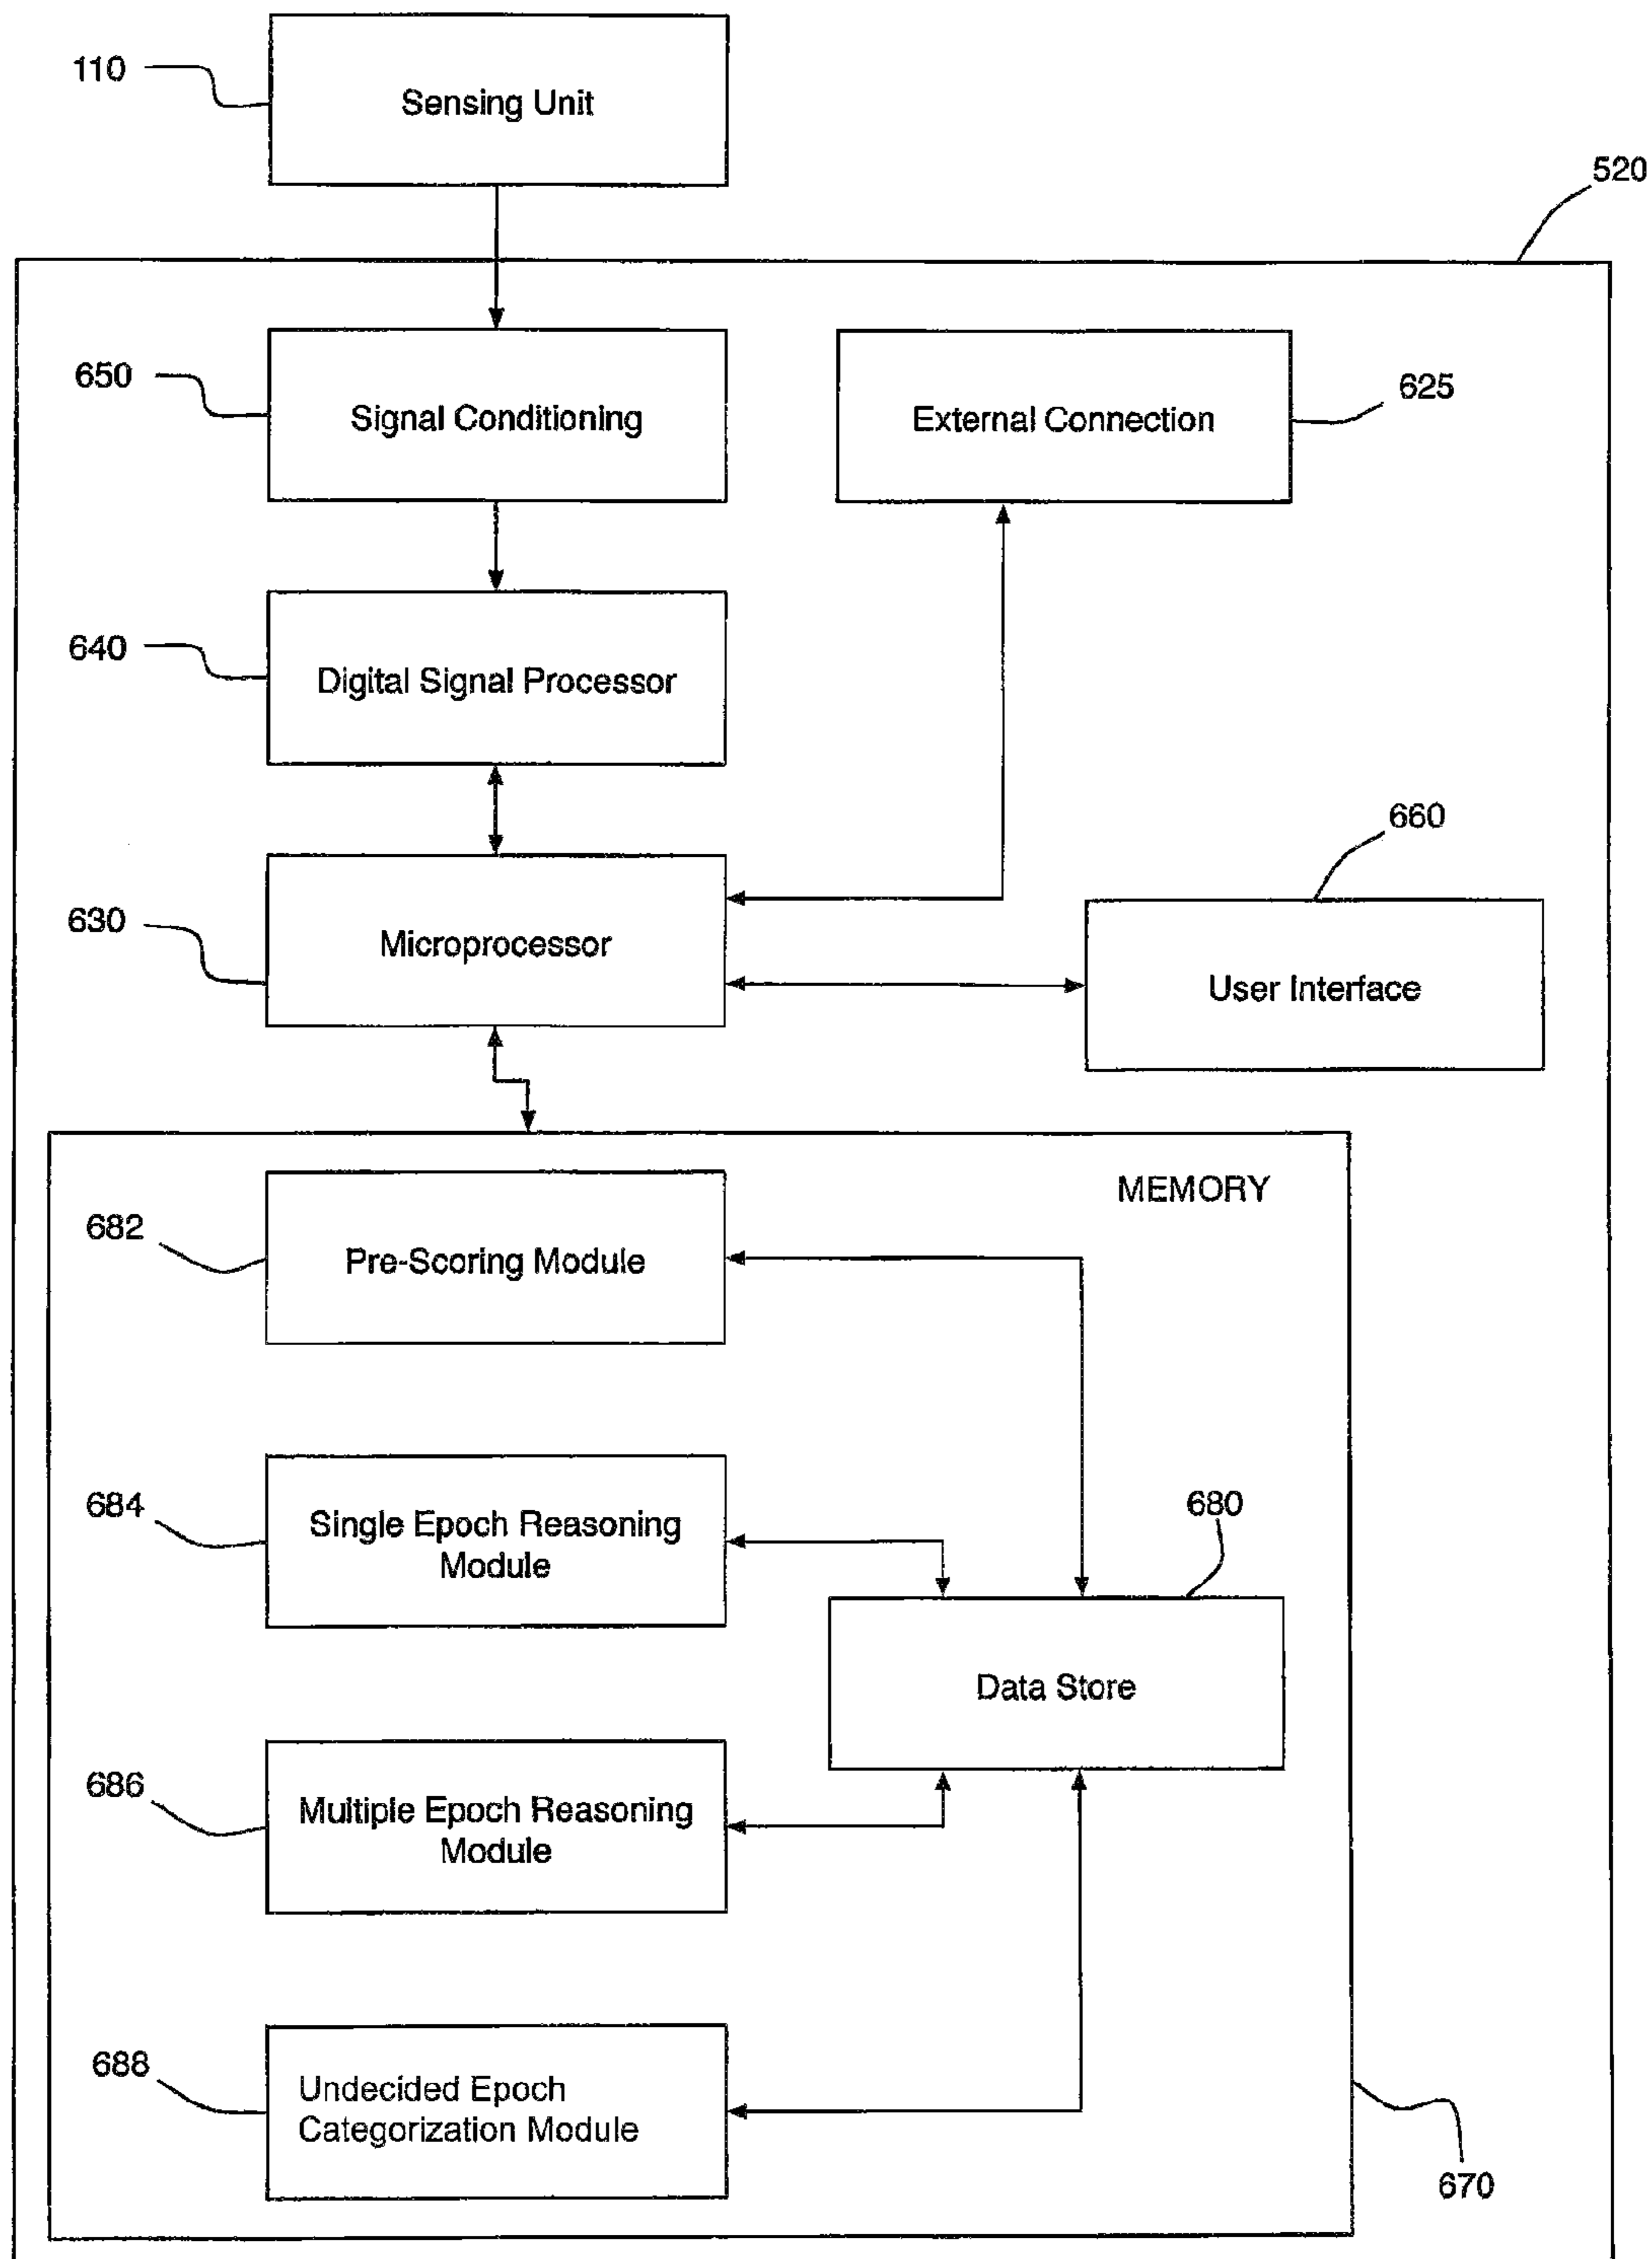 110
Sensing Unit
520
650
Signal Conditioning
External Connection
625
640
Digital Signal Processor
660
630
Microprocessor
User Interface
MEMORY
682
Pre-Scoring Module
684
Single Epoch Reasoning
Module
680
Data Store
686
Multiple Epoch Reasoning
Module
688
Undecided Epoch
Categorization Module
670